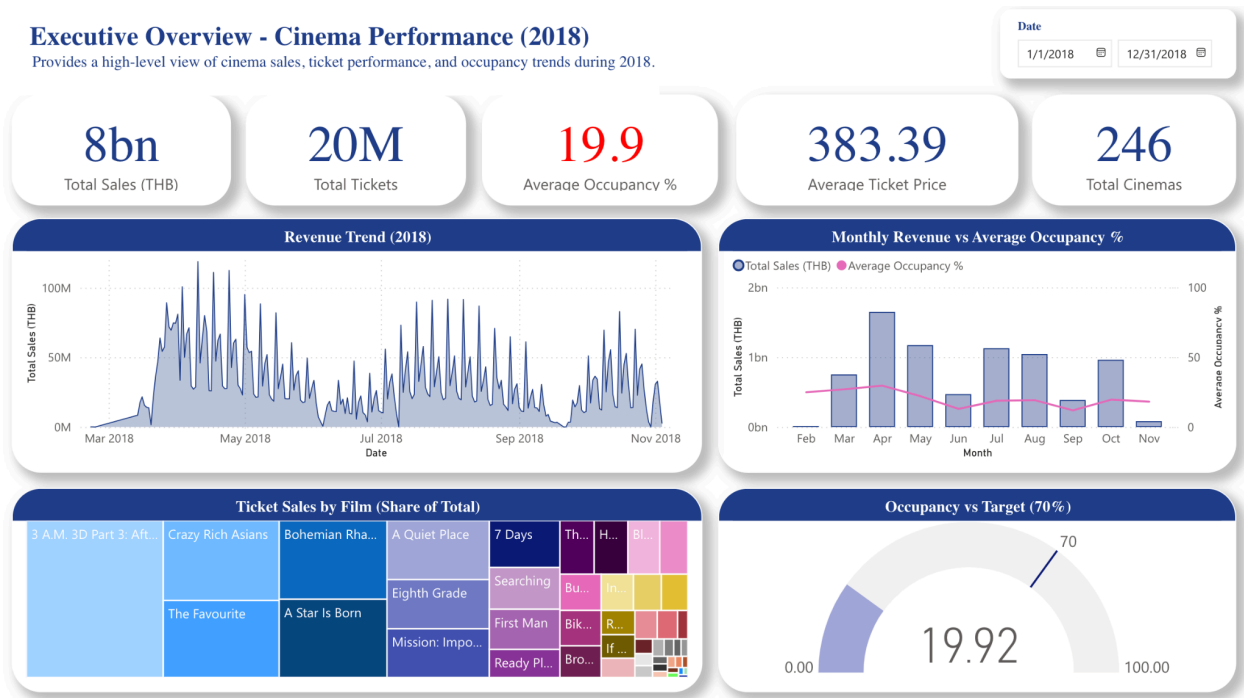 Executive Overview - Cinema Performance (2018)
Provides a high-level view of cinema sales, ticket performance, and occupancy trends during 2018.
Date
1/1/2018
12/31/2018
8bn
Total Sales (THB)
20M
Total Tickets
19.9
Average Occupancy %
383.39
Average Ticket Price
246
Total Cinemas
Revenue Trend (2018)
Total Sales (THB)
100M
50M
0M
Mar 2018
May 2018
Jul 2018
Sep 2018
Nov 2018
Date
Monthly Revenue vs Average Occupancy %
Total Sales (THB)
Average Occupancy %
Total Sales (THB)
2bn
1bn
0bn
100
50
0
Average Occupancy %
Feb
Mar
Apr
May
Jun
Jul
Aug
Sep
Oct
Nov
Month
Ticket Sales by Film (Share of Total)
3 A.M. 3D Part 3: Aft...
Crazy Rich Asians
The Favourite
Bohemian Rha...
A Star Is Born
A Quiet Place
Eighth Grade
Mission: Impo...
7 Days
Searching
First Man
Ready Pl...
Th...
H...
Bl...
Bu...
In...
Bik...
R...
If ...
Bro...
Occupancy vs Target (70%)
70
19.92
0.00
100.00